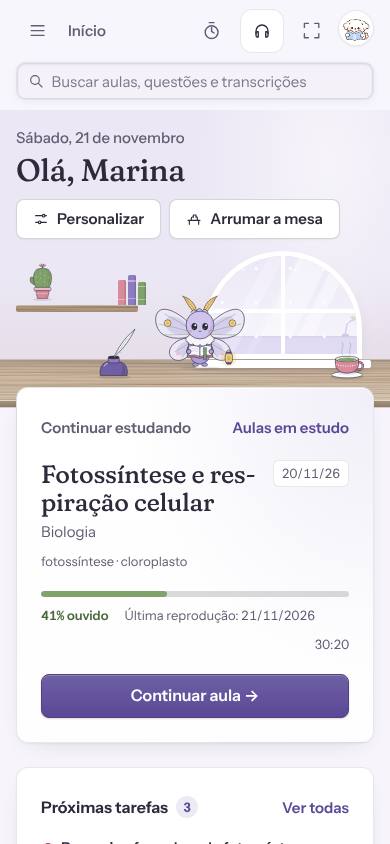 Início
Buscar aulas, questões e transcrições
Sábado, 21 de novembro
Olá, Marina
Personalizar
Arrumar a mesa
Continuar estudando
Aulas em estudo
Fotossíntese e res-
piração celular
20/11/26
Biologia
fotossíntese · cloroplasto
41% ouvido
Última reprodução: 21/11/2026
30:20
Continuar aula →
Próximas tarefas 3
Ver todas